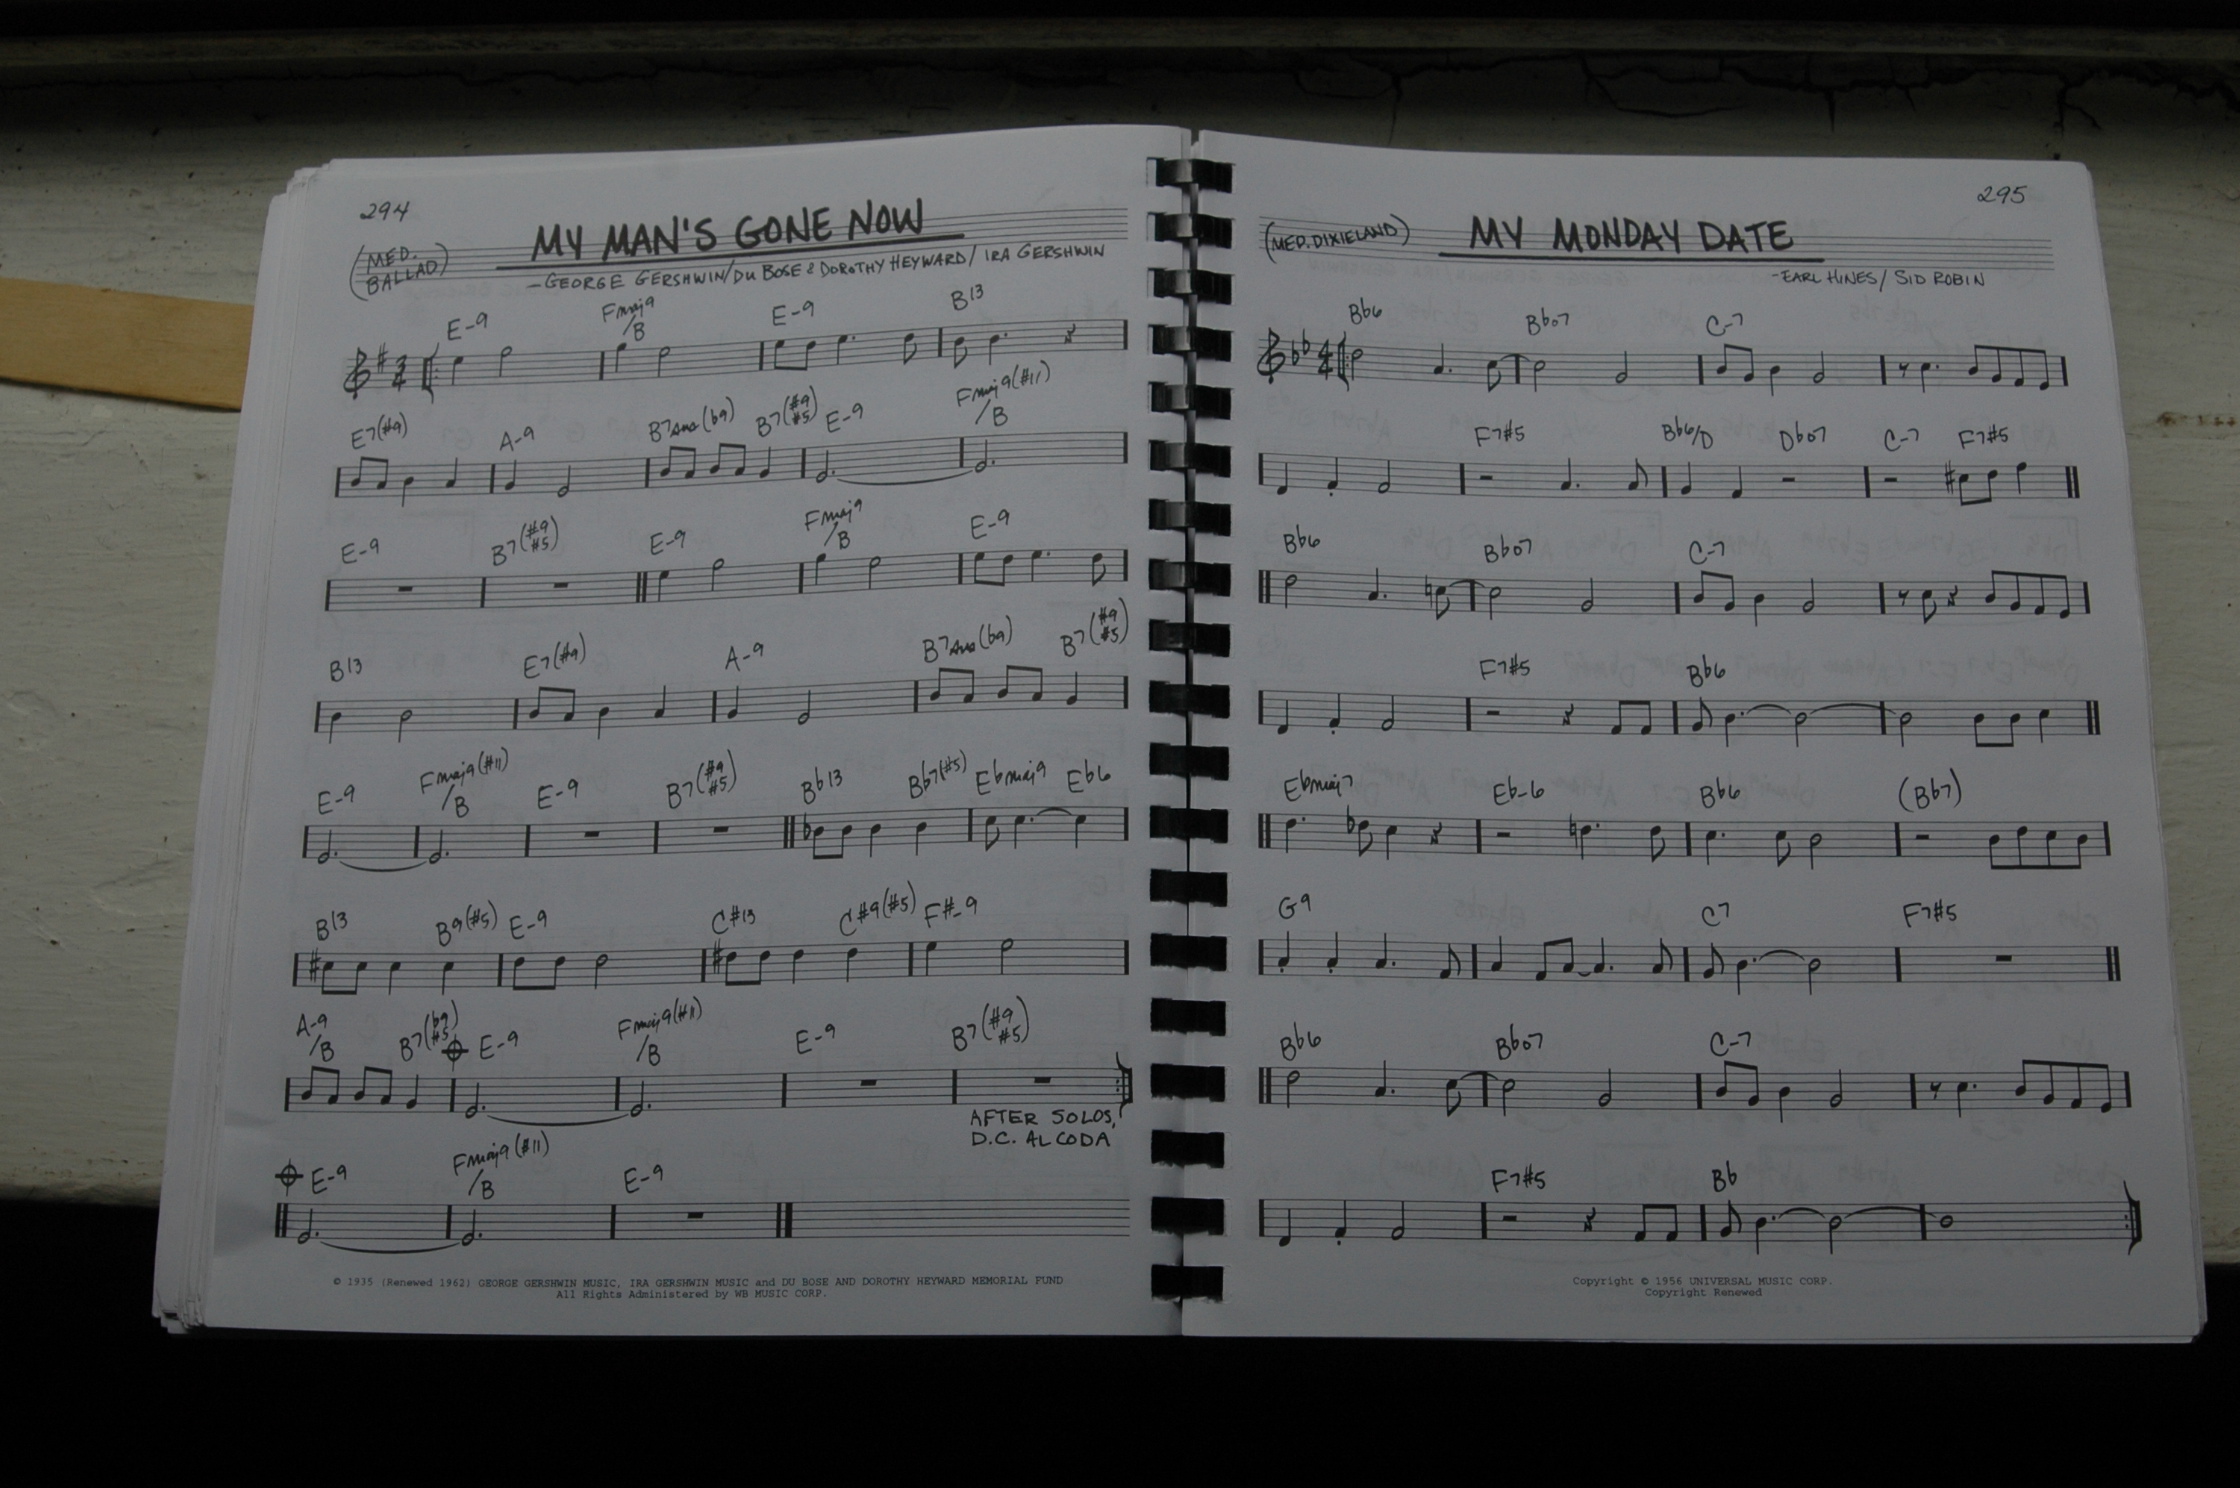 294
MY MAN'S GONE NOW
(MED. BALLAD)
-GEORGE GERSHWIN/DU BOSE & DOROTHY HEYWARD/IRA GERSHWIN
E-9 Fmaj9/B E-9 B13
E7(#9) A-9 B7sus(b9) B7(#9#5) E-9 Fmaj9(#11)/B
E-9 B7(#9#5) E-9 Fmaj9/B E-9
B13 E7(#9) A-9 B7sus(b9) B7(#9#5)
E-9 Fmaj9(#11)/B E-9 B7(#9#5) Bb13 Bb7(#5) Ebmaj9 Eb6
B13 B9(#5) E-9 C#13 C#9(#5) F#-9
A-9/B B7(b9#5) E-9 Fmaj9(#11)/B E-9 B7(#9#5)
AFTER SOLOS,
D.C. AL CODA
E-9 Fmaj9(#11)/B E-9
© 1935 (Renewed 1962) GEORGE GERSHWIN MUSIC, IRA GERSHWIN MUSIC and DU BOSE AND DOROTHY HEYWARD MEMORIAL FUND
All Rights Administered by WB MUSIC CORP.
295
MY MONDAY DATE
(MED. DIXIELAND)
-EARL HINES/SID ROBIN
4
4
Bb6 Bbo7 C-7
F7#5 Bb6/D Dbo7 C-7 F7#5
Bb6 Bbo7 C-7
F7#5 Bb6
Ebmaj7 Eb-6 Bb6 (Bb7)
G9 C7 F7#5
Bb6 Bbo7 C-7
F7#5 Bb
Copyright © 1956 UNIVERSAL MUSIC CORP.
Copyright Renewed